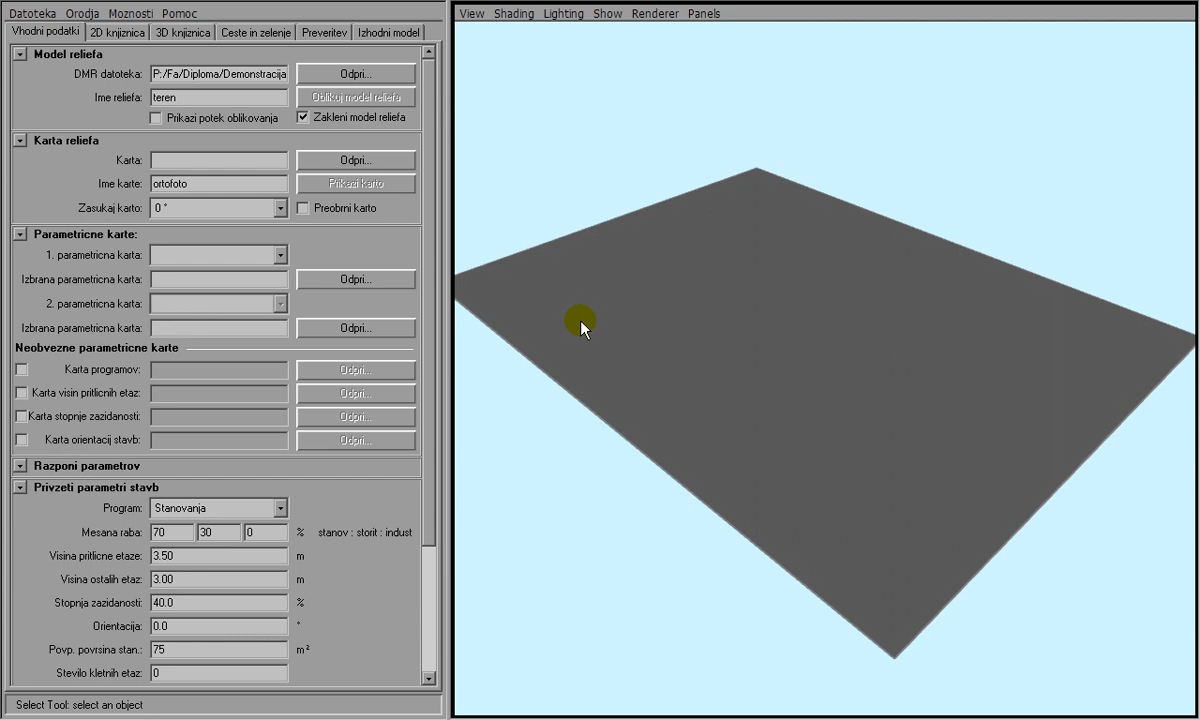 Datoteka Orodja Moznosti Pomoc
Vhodni podatki 2D knjiznica 3D knjiznica Ceste in zelenje Preveritev Izhodni model
Model reliefa
DMR datoteka: P:/Fa/Diploma/Demonstracija Odpri...
Ime reliefa: teren Oblikuj model reliefa
Prikazi potek oblikovanja Zakleni model reliefa
Karta reliefa
Karta: Odpri...
Ime karte: ortofoto Prikazi karto
Zasukaj karto: 0 ° Preobrni karto
Parametricne karte:
1. parametricna karta:
Izbrana parametricna karta: Odpri...
2. parametricna karta:
Izbrana parametricna karta: Odpri...
Neobvezne parametricne karte
Karta programov: Odpri...
Karta visin pritlicnih etaz: Odpri...
Karta stopnje zazidanosti: Odpri...
Karta orientacij stavb: Odpri...
Razponi parametrov
Privzeti parametri stavb
Program: Stanovanja
Mesana raba: 70 30 0 % stanov : storit : indust
Visina pritlicne etaze: 3.50 m
Visina ostalih etaz: 3.00 m
Stopnja zazidanosti: 40.0 %
Orientacija: 0.0 °
Povp. povrsina stan.: 75 m²
Stevilo kletnih etaz: 0
Select Tool: select an object
View Shading Lighting Show Renderer Panels